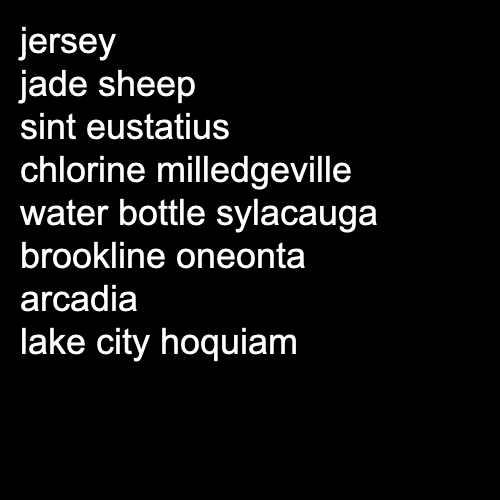 jersey
jade sheep
sint eustatius
chlorine milledgeville
water bottle sylacauga
brookline oneonta
arcadia
lake city hoquiam